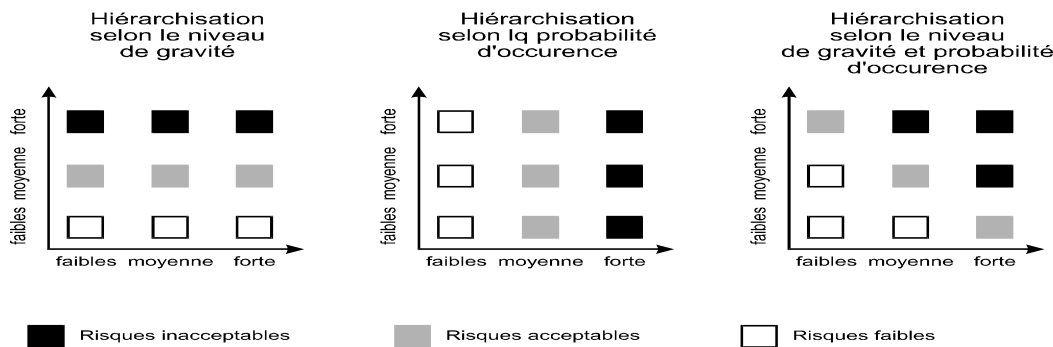 Hiérarchisation
selon le niveau
de gravité
Hiérarchisation
selon lq probabilité
d'occurence
Hiérarchisation
selon le niveau
de gravité et probabilité
d'occurence
forte
moyenne
faibles
faibles moyenne forte
forte
moyenne
faibles
faibles moyenne forte
forte
moyenne
faibles
faibles moyenne forte
Risques inacceptables
Risques acceptables
Risques faibles